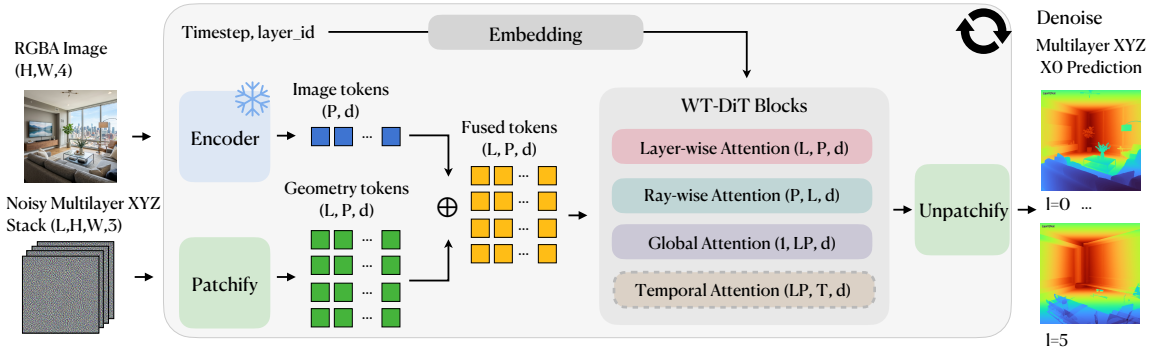 Timestep, layer_id
Embedding
Denoise
Multilayer XYZ
X0 Prediction
RGBA Image
(H,W,4)
Encoder
Image tokens
(P, d)
...
Fused tokens
(L, P, d)
...
...
...
...
WT-DiT Blocks
Layer-wise Attention (L, P, d)
Ray-wise Attention (P, L, d)
Global Attention (1, LP, d)
Temporal Attention (LP, T, d)
Unpatchify
l=0 ...
l=5
Noisy Multilayer XYZ
Stack (L,H,W,3)
Patchify
Geometry tokens
(L, P, d)
...
...
...
...